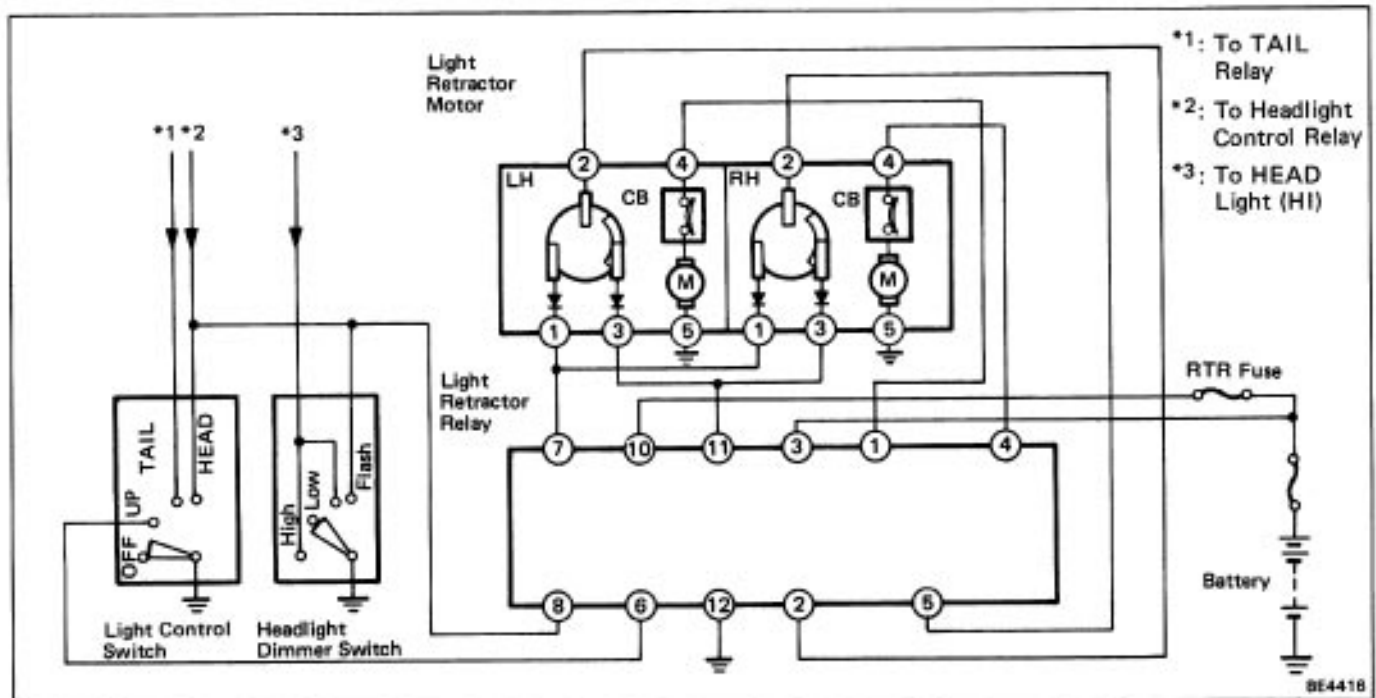 *1: To TAIL
Relay
*2: To Headlight
Control Relay
*3: To HEAD
Light (HI)
Light
Retractor
Motor
*1 *2 *3
2 4 2 4
LH RH
CB CB
M M
1 3 5 1 3 5
RTR Fuse
Light
Retractor
Relay
7 10 11 3 1 4
TAIL
HEAD
UP
OFF
High
Low
Flash
Battery
8 6 12 2 5
Light Control
Switch
Headlight
Dimmer Switch
BE4416